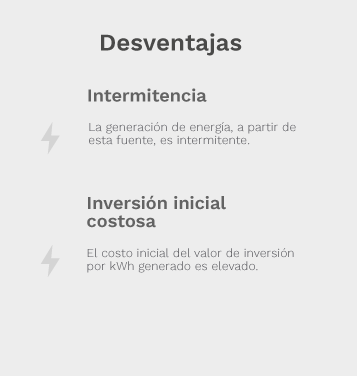 Desventajas
Intermitencia
La generación de energía, a partir de
esta fuente, es intermitente.
Inversión inicial
costosa
El costo inicial del valor de inversión
por kWh generado es elevado.